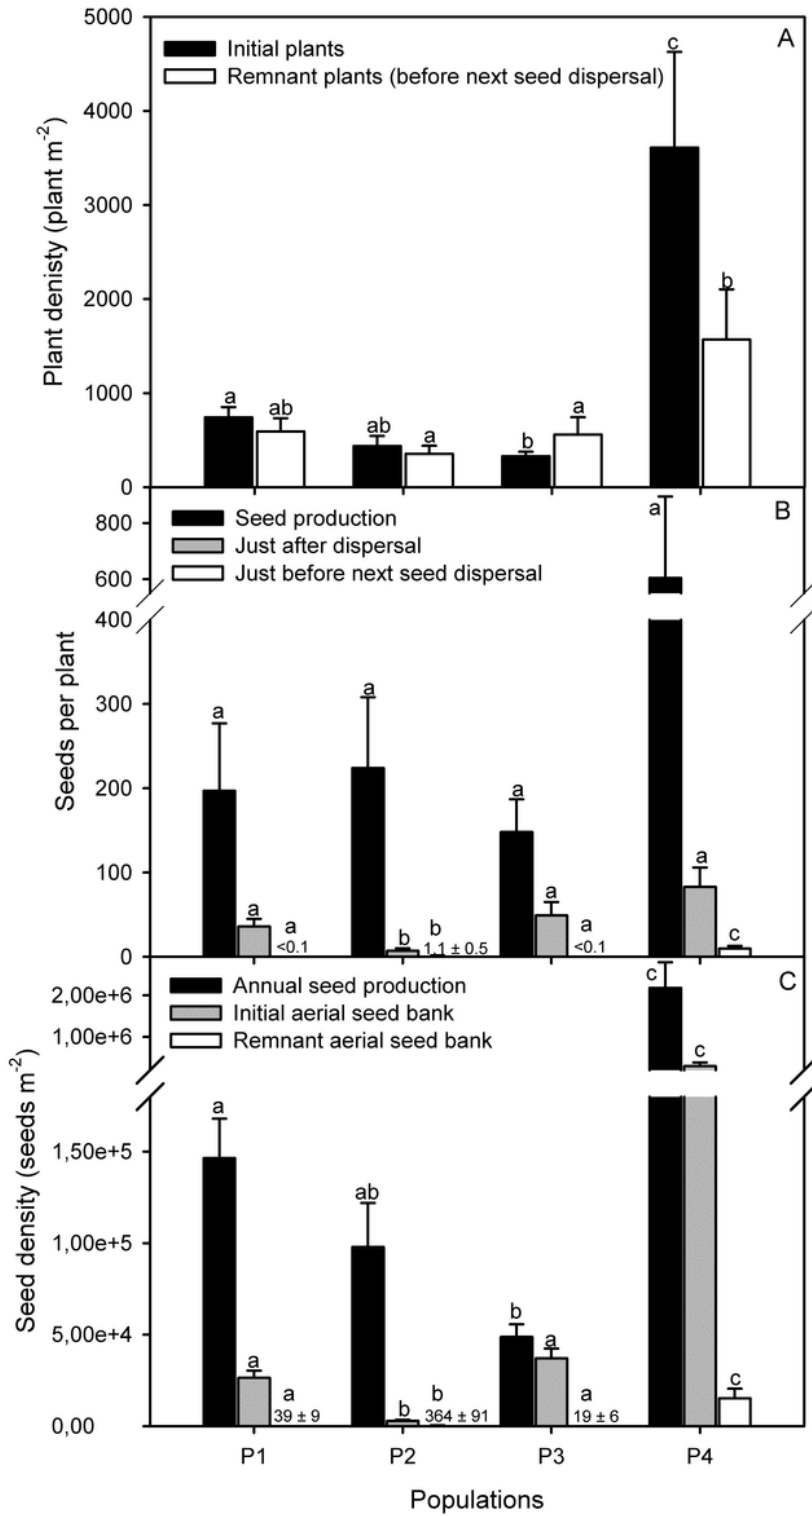 5000
A
Initial plants
c
Remnant plants (before next seed dispersal)
4000
3000
Plant denisty (plant m-2)
b
2000
1000
a
ab
ab
a
b
a
0
B
Seed production
a
800
Just after dispersal
600
Just before next seed dispersal
400
Seeds per plant
300
a
a
200
a
100
a
a
<0.1
b
b
1.1 ± 0.5
a
a
<0.1
a
c
0
C
Annual seed production
c
2,00e+6
Initial aerial seed bank
1,00e+6
Remnant aerial seed bank
c
Seed density (seeds m-2)
a
1,50e+5
ab
1,00e+5
b
5,00e+4
a
a
a
39 ± 9
b
b
364 ± 91
a
19 ± 6
c
0,00
P1
P2
P3
P4
Populations